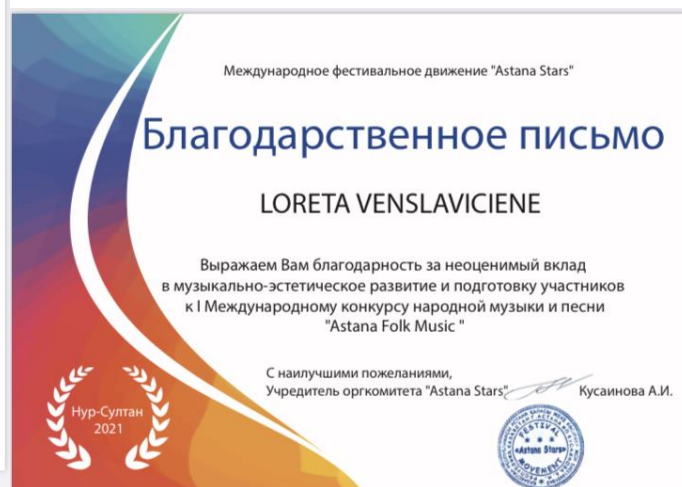 Международное фестивальное движение "Astana Stars"
Благодарственное письмо
LORETA VENSLAVICIENE
Выражаем Вам благодарность за неоценимый вклад
в музыкально-эстетическое развитие и подготовку участников
к I Международному конкурсу народной музыки и песни
"Astana Folk Music "
С наилучшими пожеланиями,
Учредитель оргкомитета "Astana Stars" Кусаинова А.И.
Нур-Султан
2021
FESTIVAL
«Astana Stars»
MOVEMENT